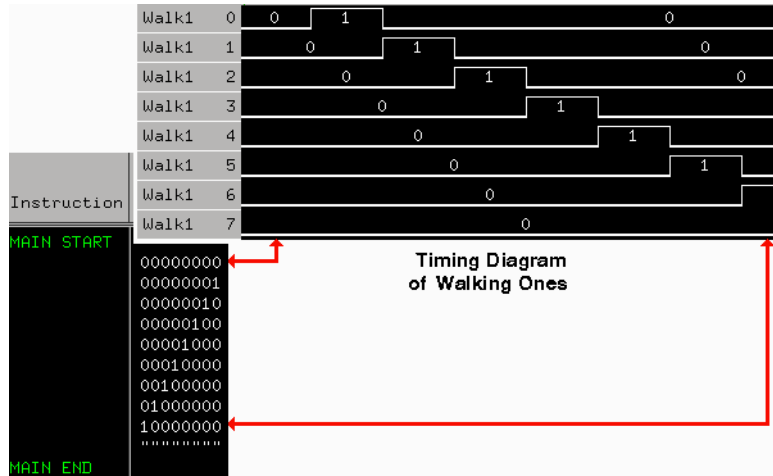 Walk1 0 0 1 0
Walk1 1 0 1 0
Walk1 2 0 1 0
Walk1 3 0 1
Walk1 4 0 1
Walk1 5 0 1
Walk1 6 0
Walk1 7 0
Instruction
MAIN START
Timing Diagram
of Walking Ones
00000000
00000001
00000010
00000100
00001000
00010000
00100000
01000000
10000000
""""""""
MAIN END